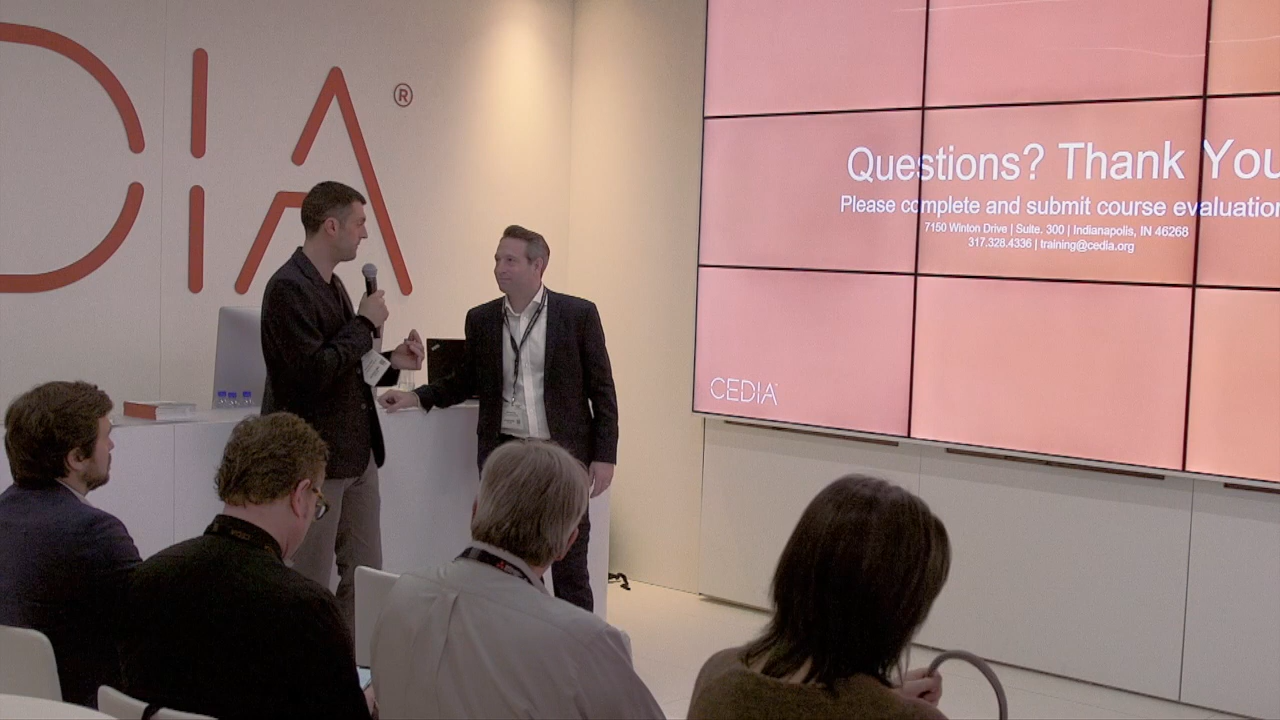 DIA®
Questions? Thank You
Please complete and submit course evaluation
7150 Winton Drive | Suite. 300 | Indianapolis, IN 46268
317.328.4336 | training@cedia.org
CEDIA